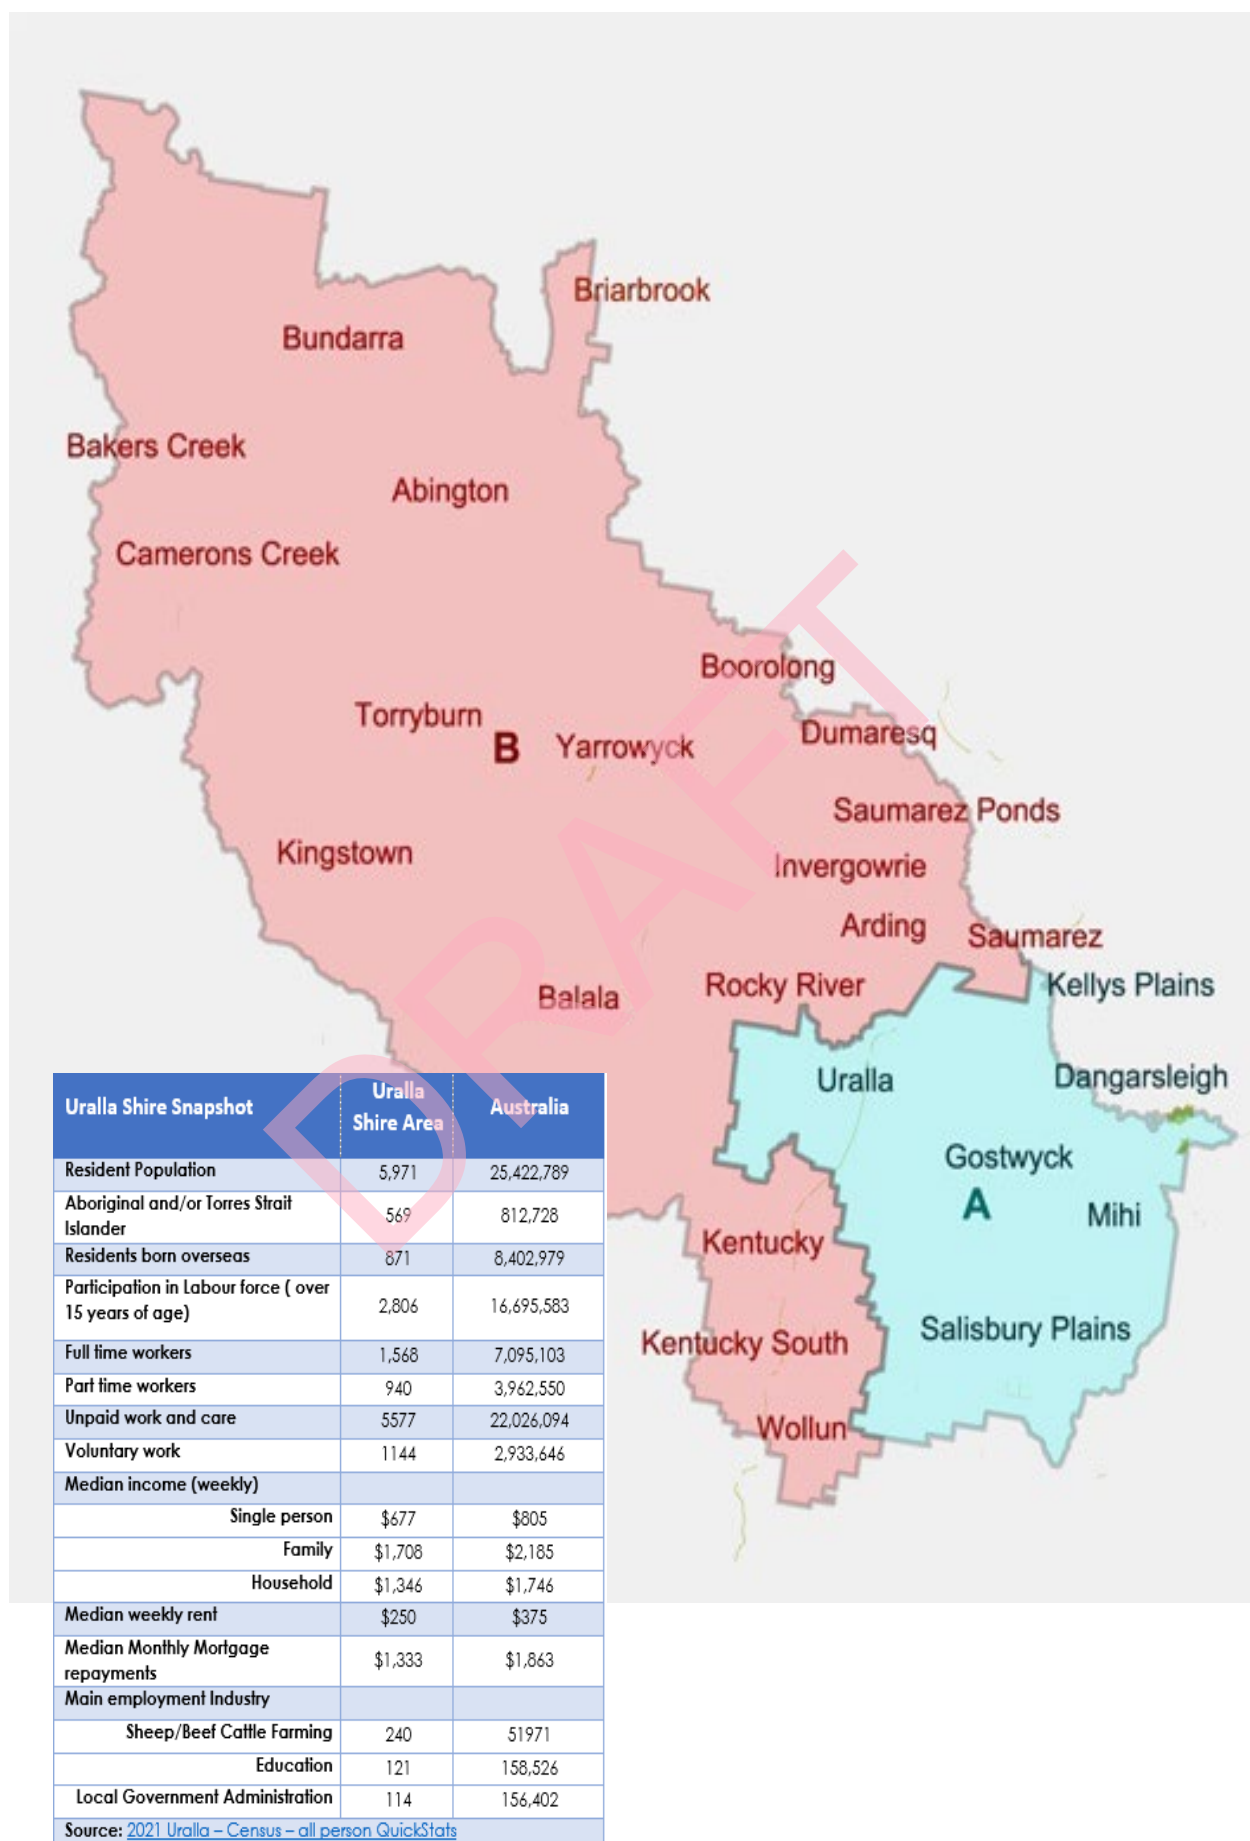 Briarbrook
Bundarra
Bakers Creek
Abington
Camerons Creek
Boorolong
Torryburn
B
Yarrowyck
Dumaresq
Saumarez Ponds
Kingstown
Invergowrie
Arding
Saumarez
Balala
Rocky River
Kellys Plains
Uralla
Dangarsleigh
Gostwyck
A
Mihi
Kentucky
Salisbury Plains
Kentucky South
Wollun
DRAFT
Uralla Shire Snapshot
Uralla
Shire Area
Australia
Resident Population 5,971 25,422,789
Aboriginal and/or Torres Strait
Islander 569 812,728
Residents born overseas 871 8,402,979
Participation in Labour force ( over
15 years of age) 2,806 16,695,583
Full time workers 1,568 7,095,103
Part time workers 940 3,962,550
Unpaid work and care 5577 22,026,094
Voluntary work 1144 2,933,646
Median income (weekly)
Single person $677 $805
Family $1,708 $2,185
Household $1,346 $1,746
Median weekly rent $250 $375
Median Monthly Mortgage
repayments $1,333 $1,863
Main employment Industry
Sheep/Beef Cattle Farming 240 51971
Education 121 158,526
Local Government Administration 114 156,402
Source: 2021 Uralla – Census – all person QuickStats